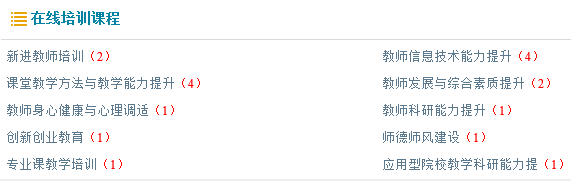 在线培训课程
新进教师培训（2） 教师信息技术能力提升（4）
课堂教学方法与教学能力提升（4） 教师发展与综合素质提升（2）
教师身心健康与心理调适（1） 教师科研能力提升（1）
创新创业教育（1） 师德师风建设（1）
专业课教学培训（1） 应用型院校教学科研能力提（1）